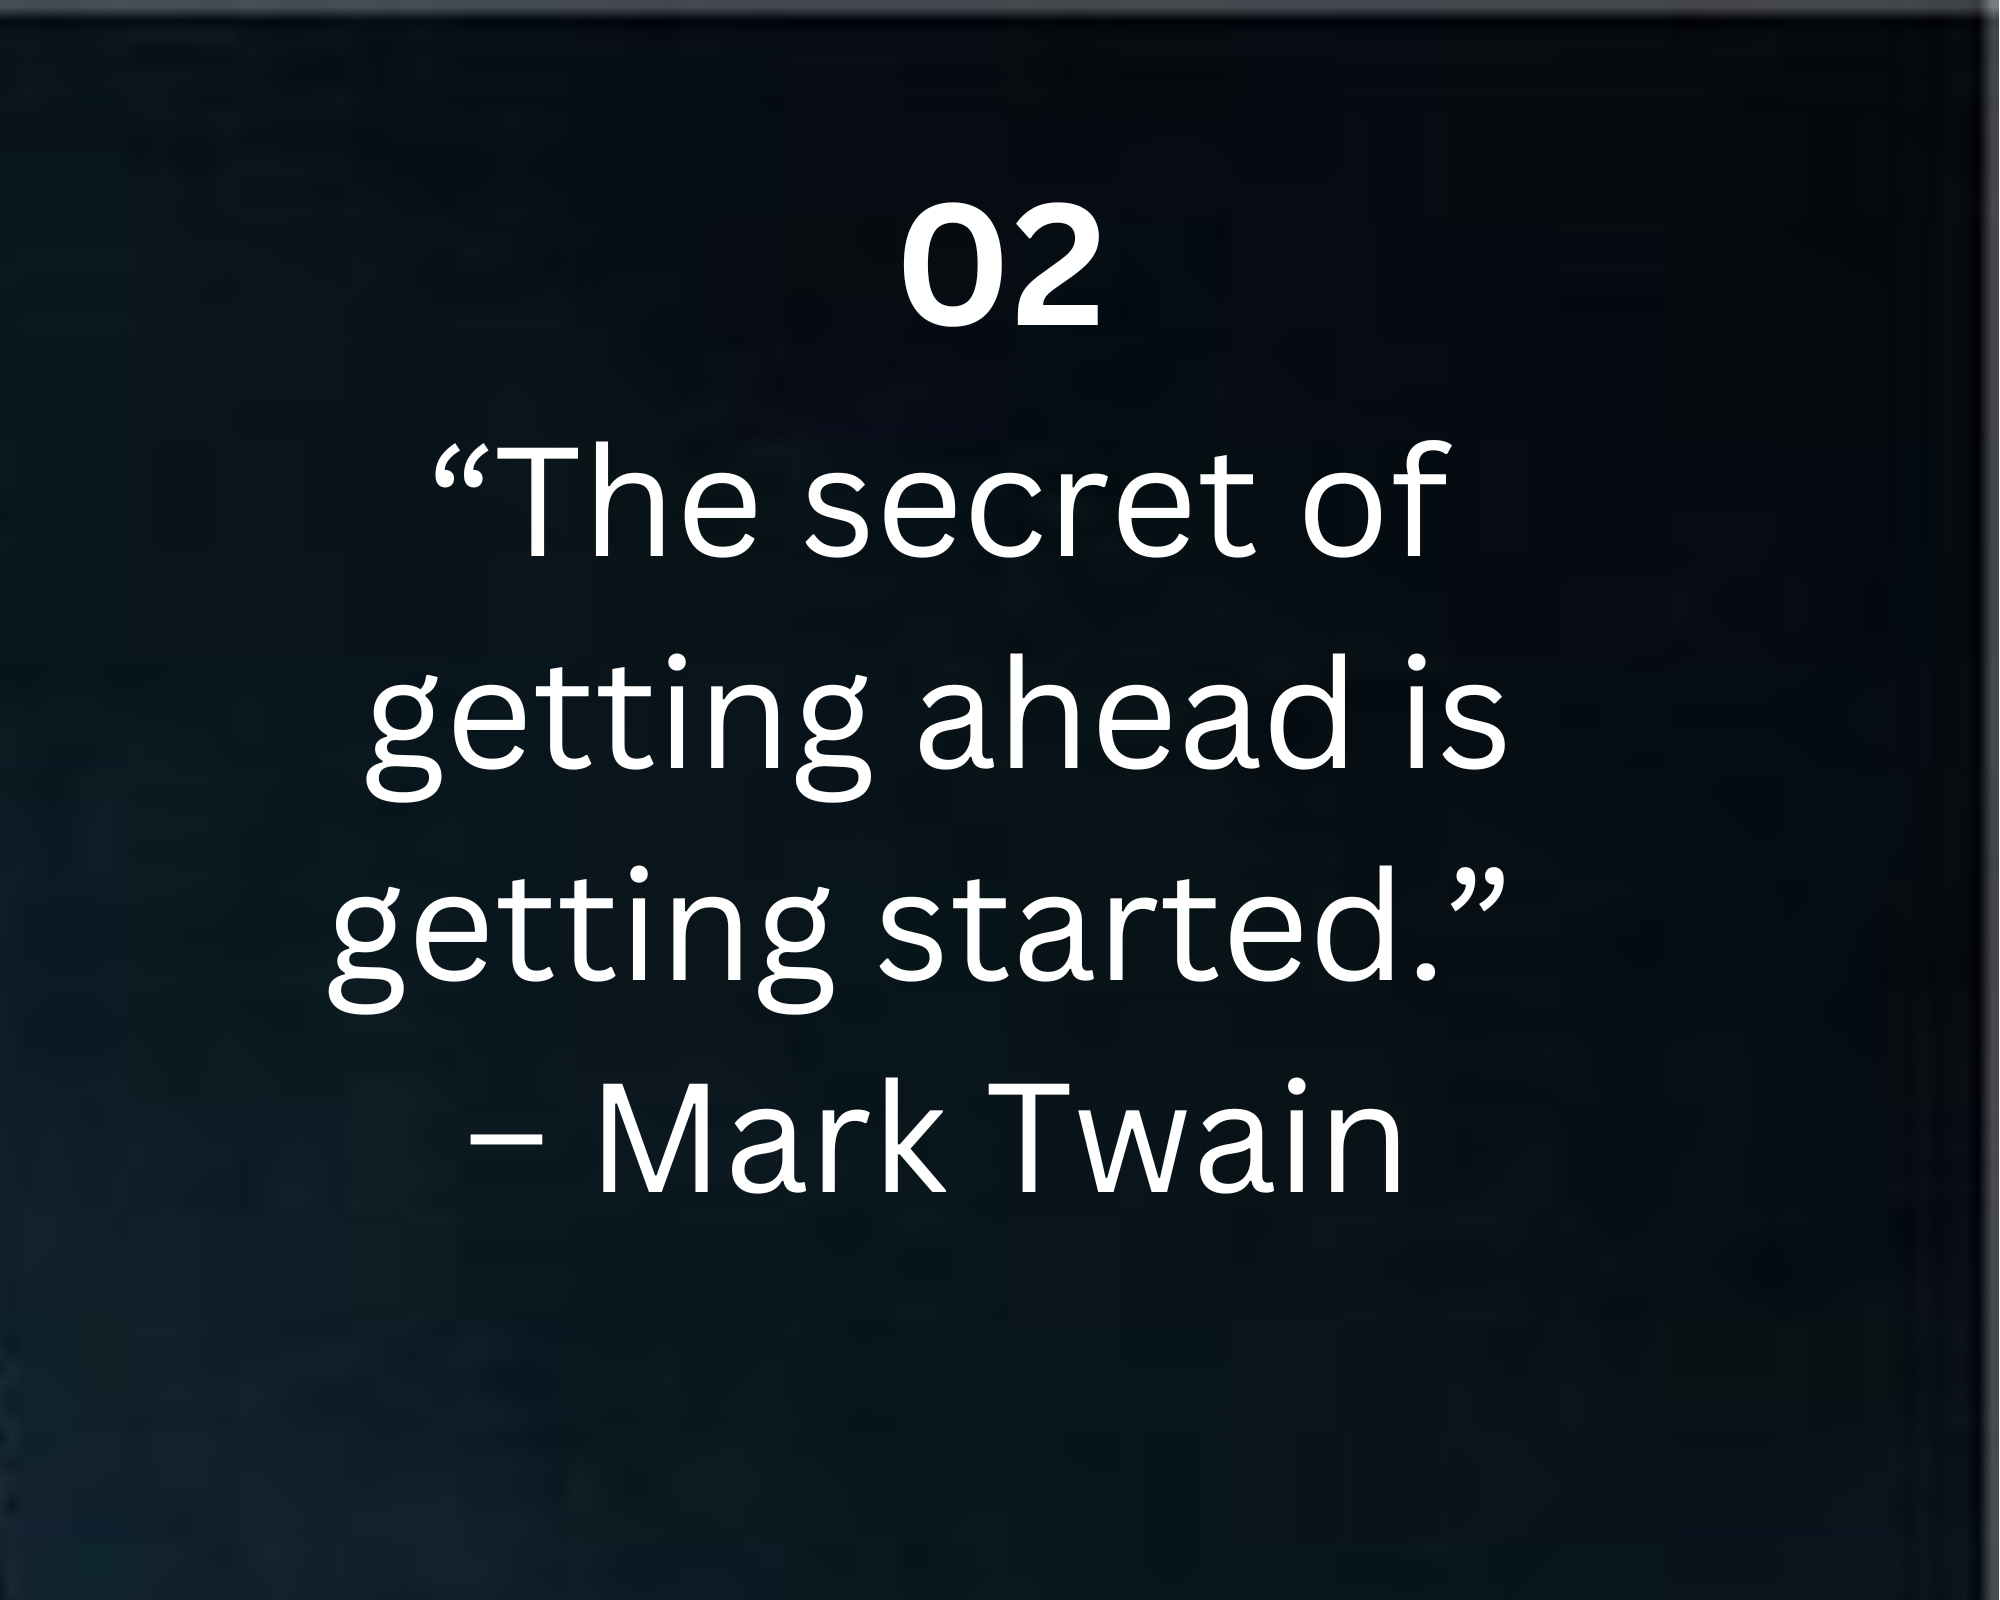 02
“The secret of
getting ahead is
getting started.”
– Mark Twain